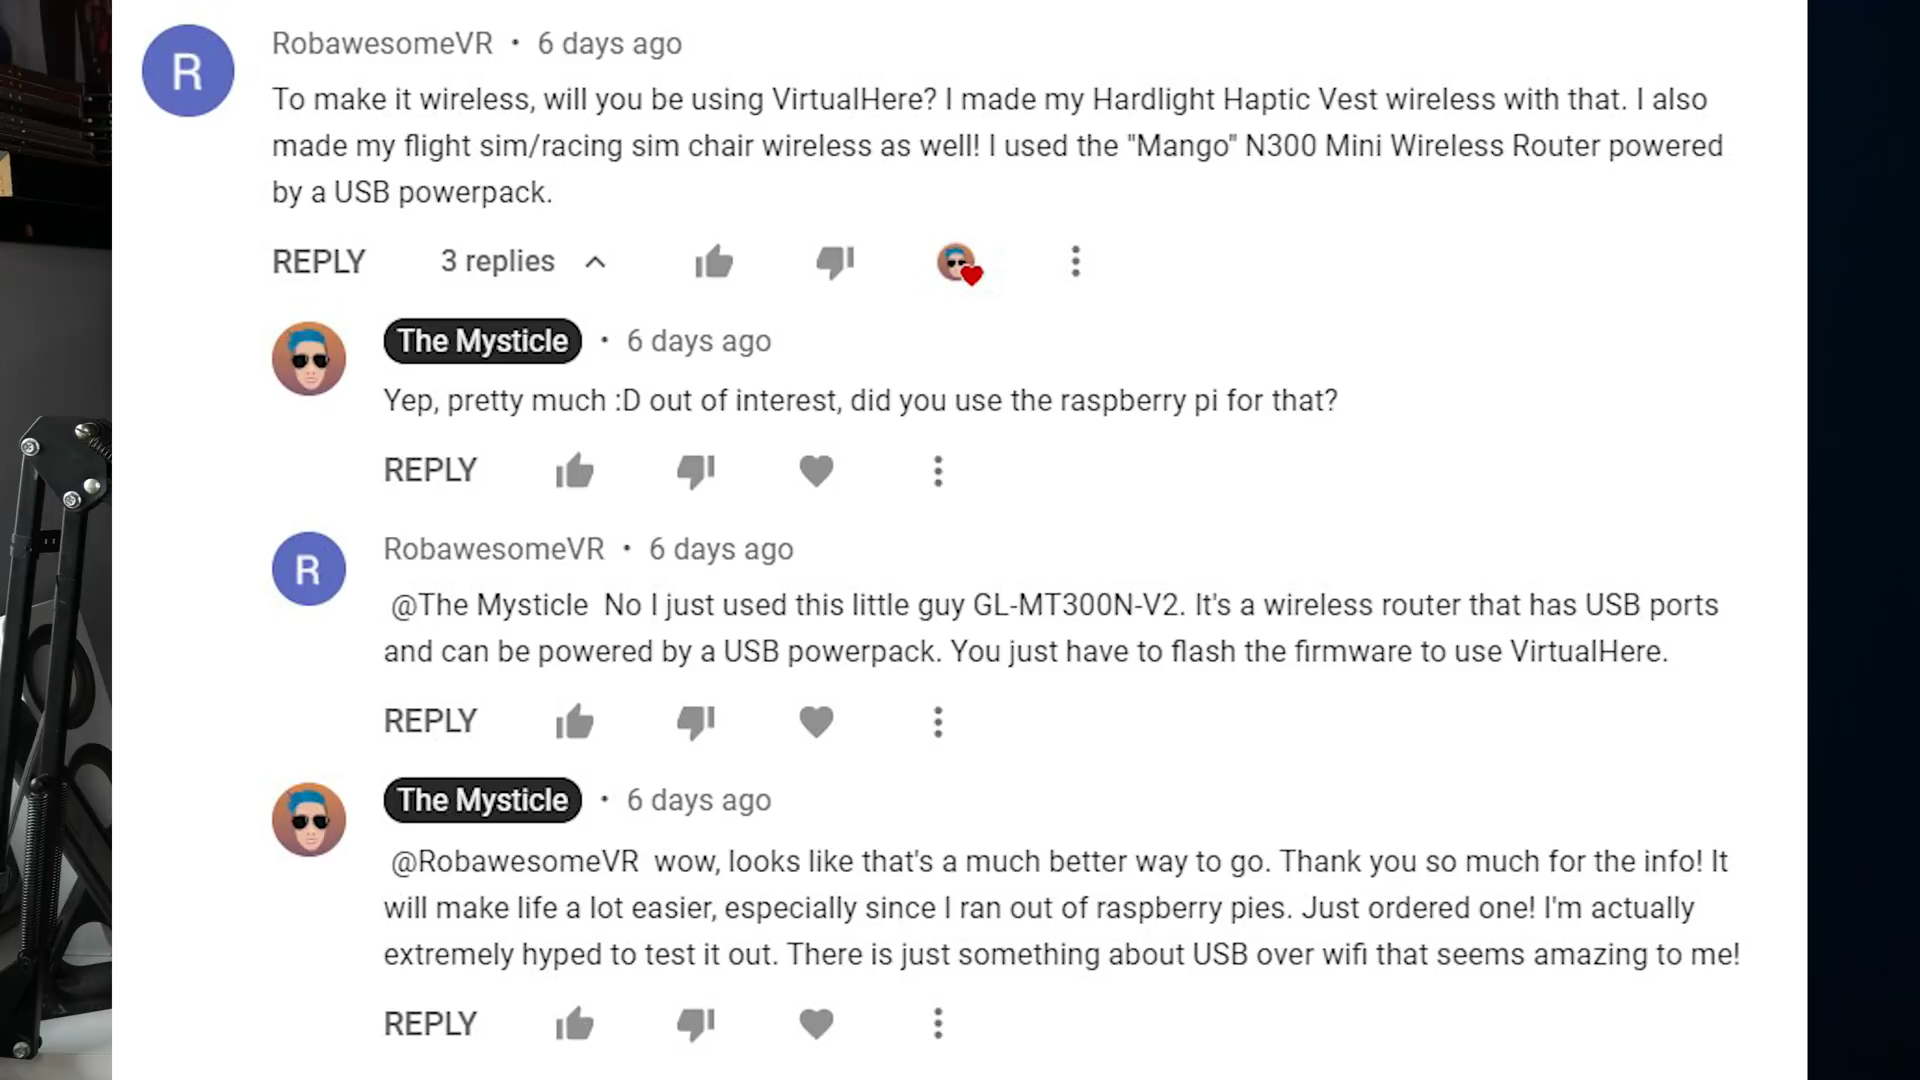 R
RobawesomeVR • 6 days ago
To make it wireless, will you be using VirtualHere? I made my Hardlight Haptic Vest wireless with that. I also
made my flight sim/racing sim chair wireless as well! I used the "Mango" N300 Mini Wireless Router powered
by a USB powerpack.
REPLY 3 replies
The Mysticle • 6 days ago
Yep, pretty much :D out of interest, did you use the raspberry pi for that?
REPLY
R
RobawesomeVR • 6 days ago
@The Mysticle No I just used this little guy GL-MT300N-V2. It's a wireless router that has USB ports
and can be powered by a USB powerpack. You just have to flash the firmware to use VirtualHere.
REPLY
The Mysticle • 6 days ago
@RobawesomeVR wow, looks like that's a much better way to go. Thank you so much for the info! It
will make life a lot easier, especially since I ran out of raspberry pies. Just ordered one! I'm actually
extremely hyped to test it out. There is just something about USB over wifi that seems amazing to me!
REPLY